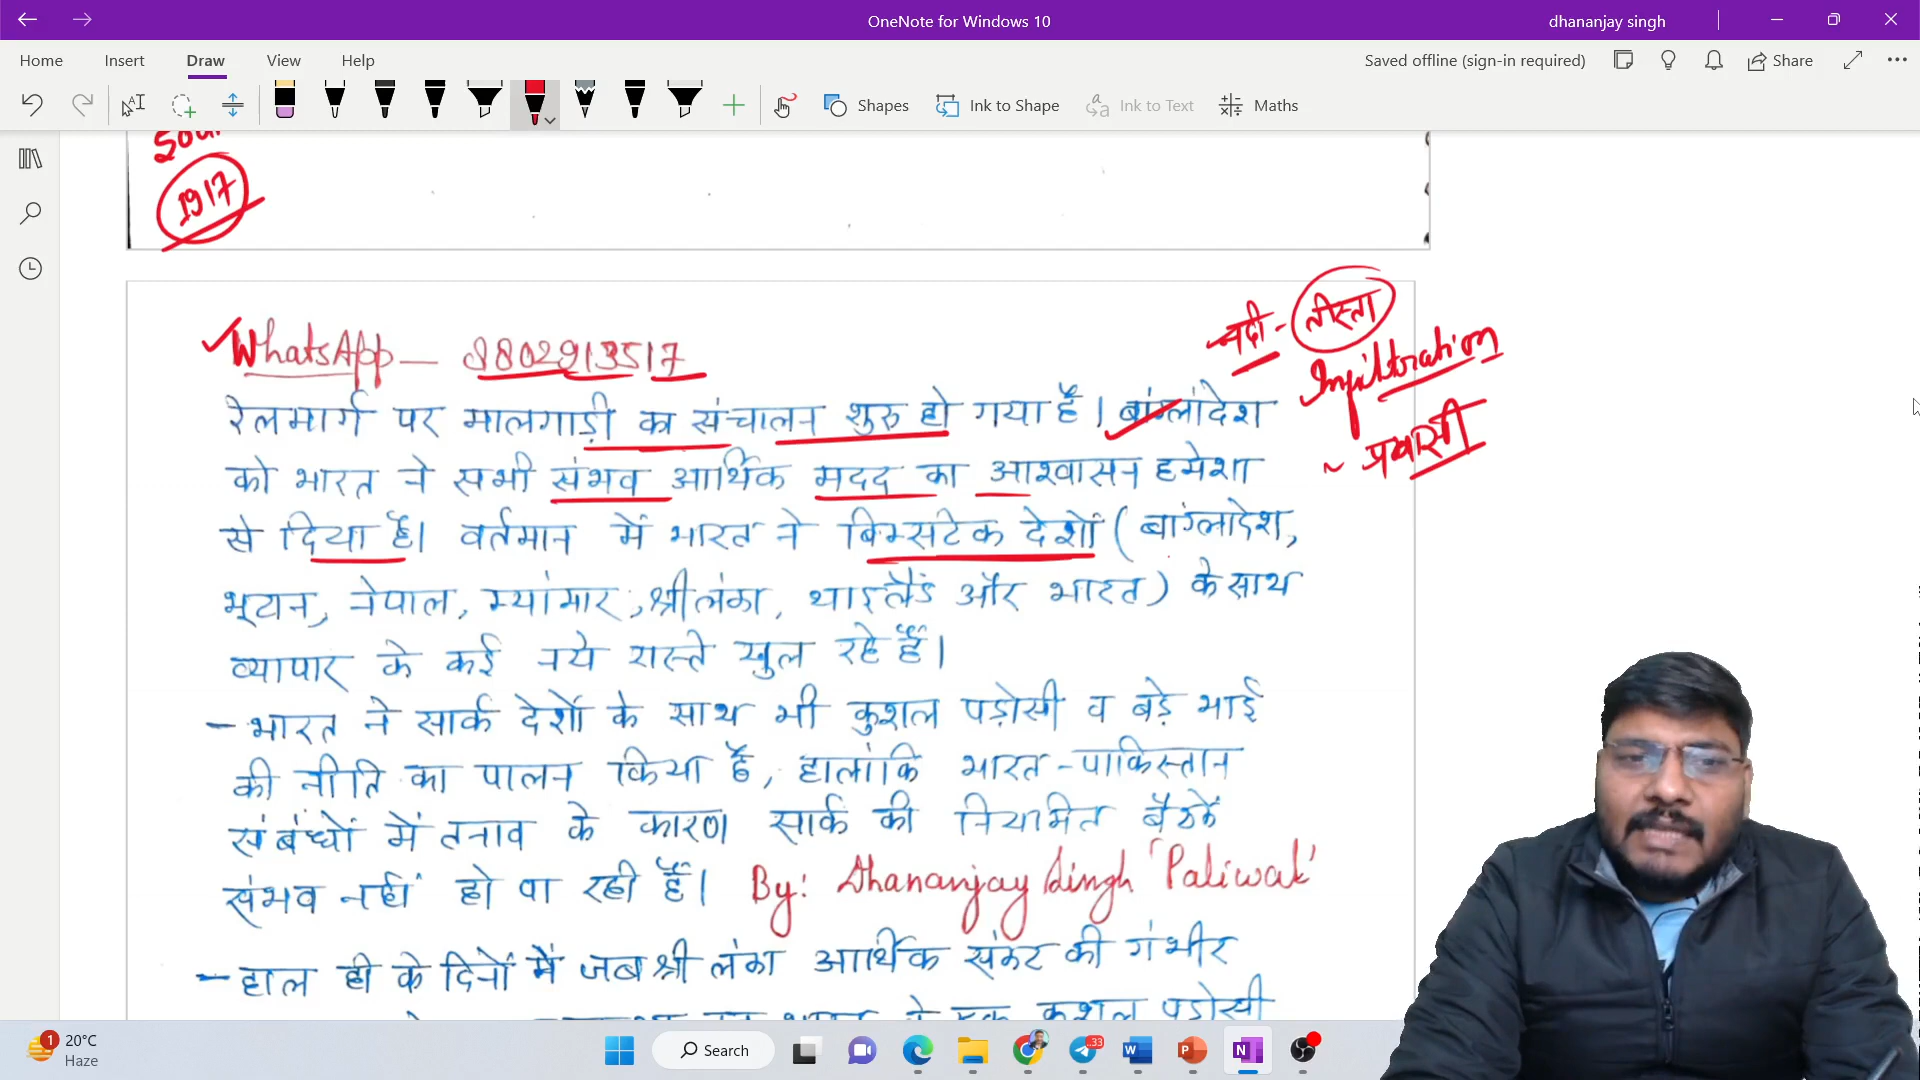 OneNote for Windows 10
dhananjay singh
Home Insert Draw View Help
Saved offline (sign-in required) Share
Shapes Ink to Shape Ink to Text Maths
1917
नदी - तीस्ता
Infiltration
~ प्रवासी
WhatsApp — 9802913517
रेलमार्ग पर मालगाड़ी का संचालन शुरु हो गया है। बांग्लादेश
को भारत ने सभी संभव आर्थिक मदद का आश्वासन हमेशा
से दिया है। वर्तमान में भारत ने बिम्सटेक देशों (बांग्लादेश,
भूटान, नेपाल, म्यांमार, श्रीलंका, थाइलैंड और भारत) के साथ
व्यापार के कई नये रास्ते खुल रहे हैं।
- भारत ने सार्क देशों के साथ भी कुशल पड़ोसी व बड़े भाई
की नीति का पालन किया है, हालांकि भारत-पाकिस्तान
संबंधों में तनाव के कारण सार्क की नियमित बैठकें
संभव नहीं हो पा रही हैं। By: Dhananjay Singh 'Paliwal'
- हाल ही के दिनों में जब श्री लंका आर्थिक संकट की गंभीर
कुशल पड़ोसी
1 20°C
Haze
Search
33